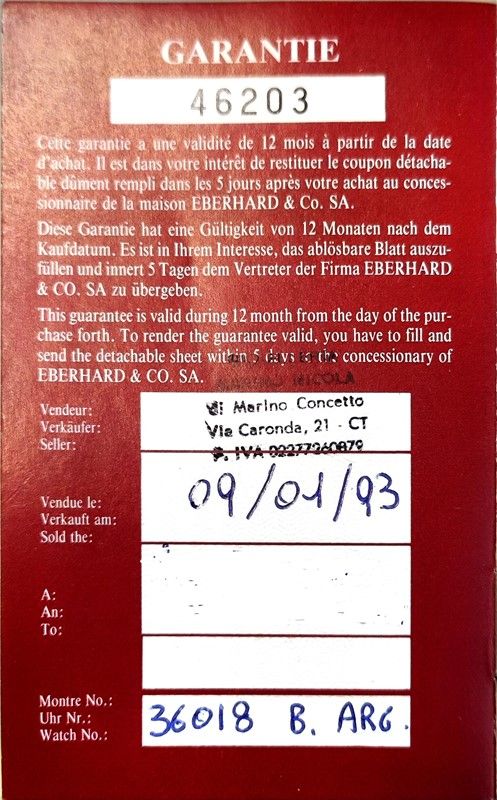 GARANTIE
46203
Cette garantie a une validité de 12 mois à partir de la date
d'achat. Il est dans votre intérêt de restituer le coupon détacha-
ble dûment rempli dans les 5 jours après votre achat au conces-
sionnaire de la maison EBERHARD & Co. SA.
Diese Garantie hat eine Gültigkeit von 12 Monaten nach dem
Kaufdatum. Es ist in Ihrem Interesse, das ablösbare Blatt auszu-
füllen und innert 5 Tagen dem Vertreter der Firma EBERHARD
& CO. SA zu übergeben.
This guarantee is valid during 12 month from the day of the pur-
chase forth. To render the guarantee valid, you have to fill and
send the detachable sheet within 5 days to the concessionary of
EBERHARD & CO. SA.
MARINO NICOLA
Vendeur:
Verkäufer:
Seller:
di Marino Concetto
Via Caronda, 21 - CT
P. IVA 02277260879
Vendue le:
Verkauft am:
Sold the:
09/01/93
A:
An:
To:
Montre No.:
Uhr Nr.:
Watch No.:
36018 B. ARG.